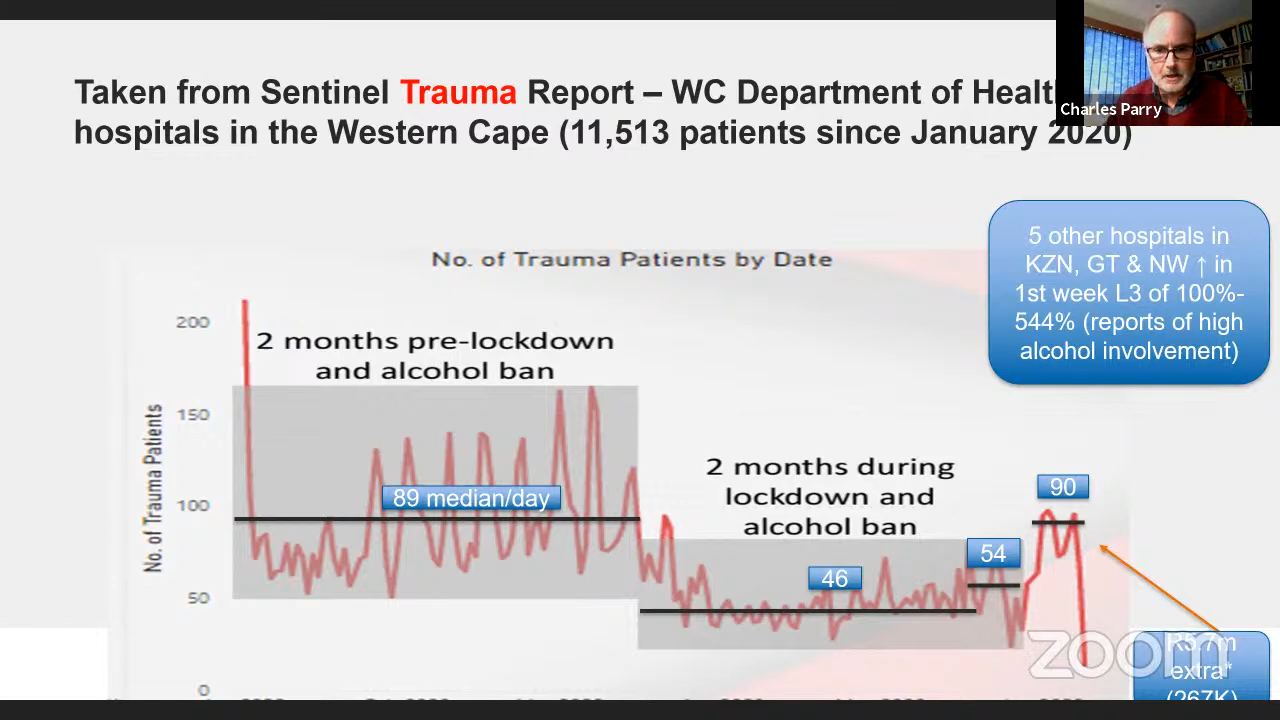 Taken from Sentinel Trauma Report – WC Department of Healt
hospitals in the Western Cape (11,513 patients since January 2020)
Charles Parry
5 other hospitals in
KZN, GT & NW ↑ in
1st week L3 of 100%-
544% (reports of high
alcohol involvement)
No. of Trauma Patients by Date
No. of Trauma Patients
200
150
100
50
0
2 months pre-lockdown
and alcohol ban
89 median/day
2 months during
lockdown and
alcohol ban
46
54
90
zoom
R5.7m
extra*
(267K)